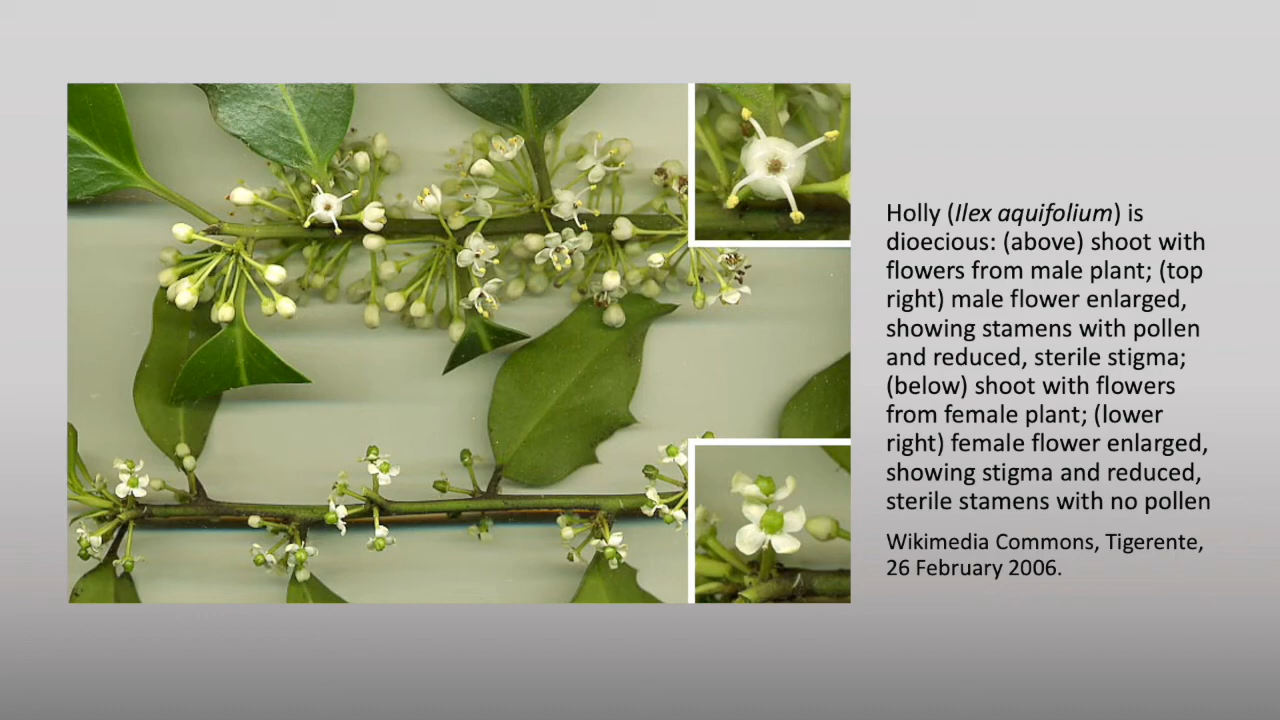 Holly (Ilex aquifolium) is
dioecious: (above) shoot with
flowers from male plant; (top
right) male flower enlarged,
showing stamens with pollen
and reduced, sterile stigma;
(below) shoot with flowers
from female plant; (lower
right) female flower enlarged,
showing stigma and reduced,
sterile stamens with no pollen
Wikimedia Commons, Tigerente,
26 February 2006.